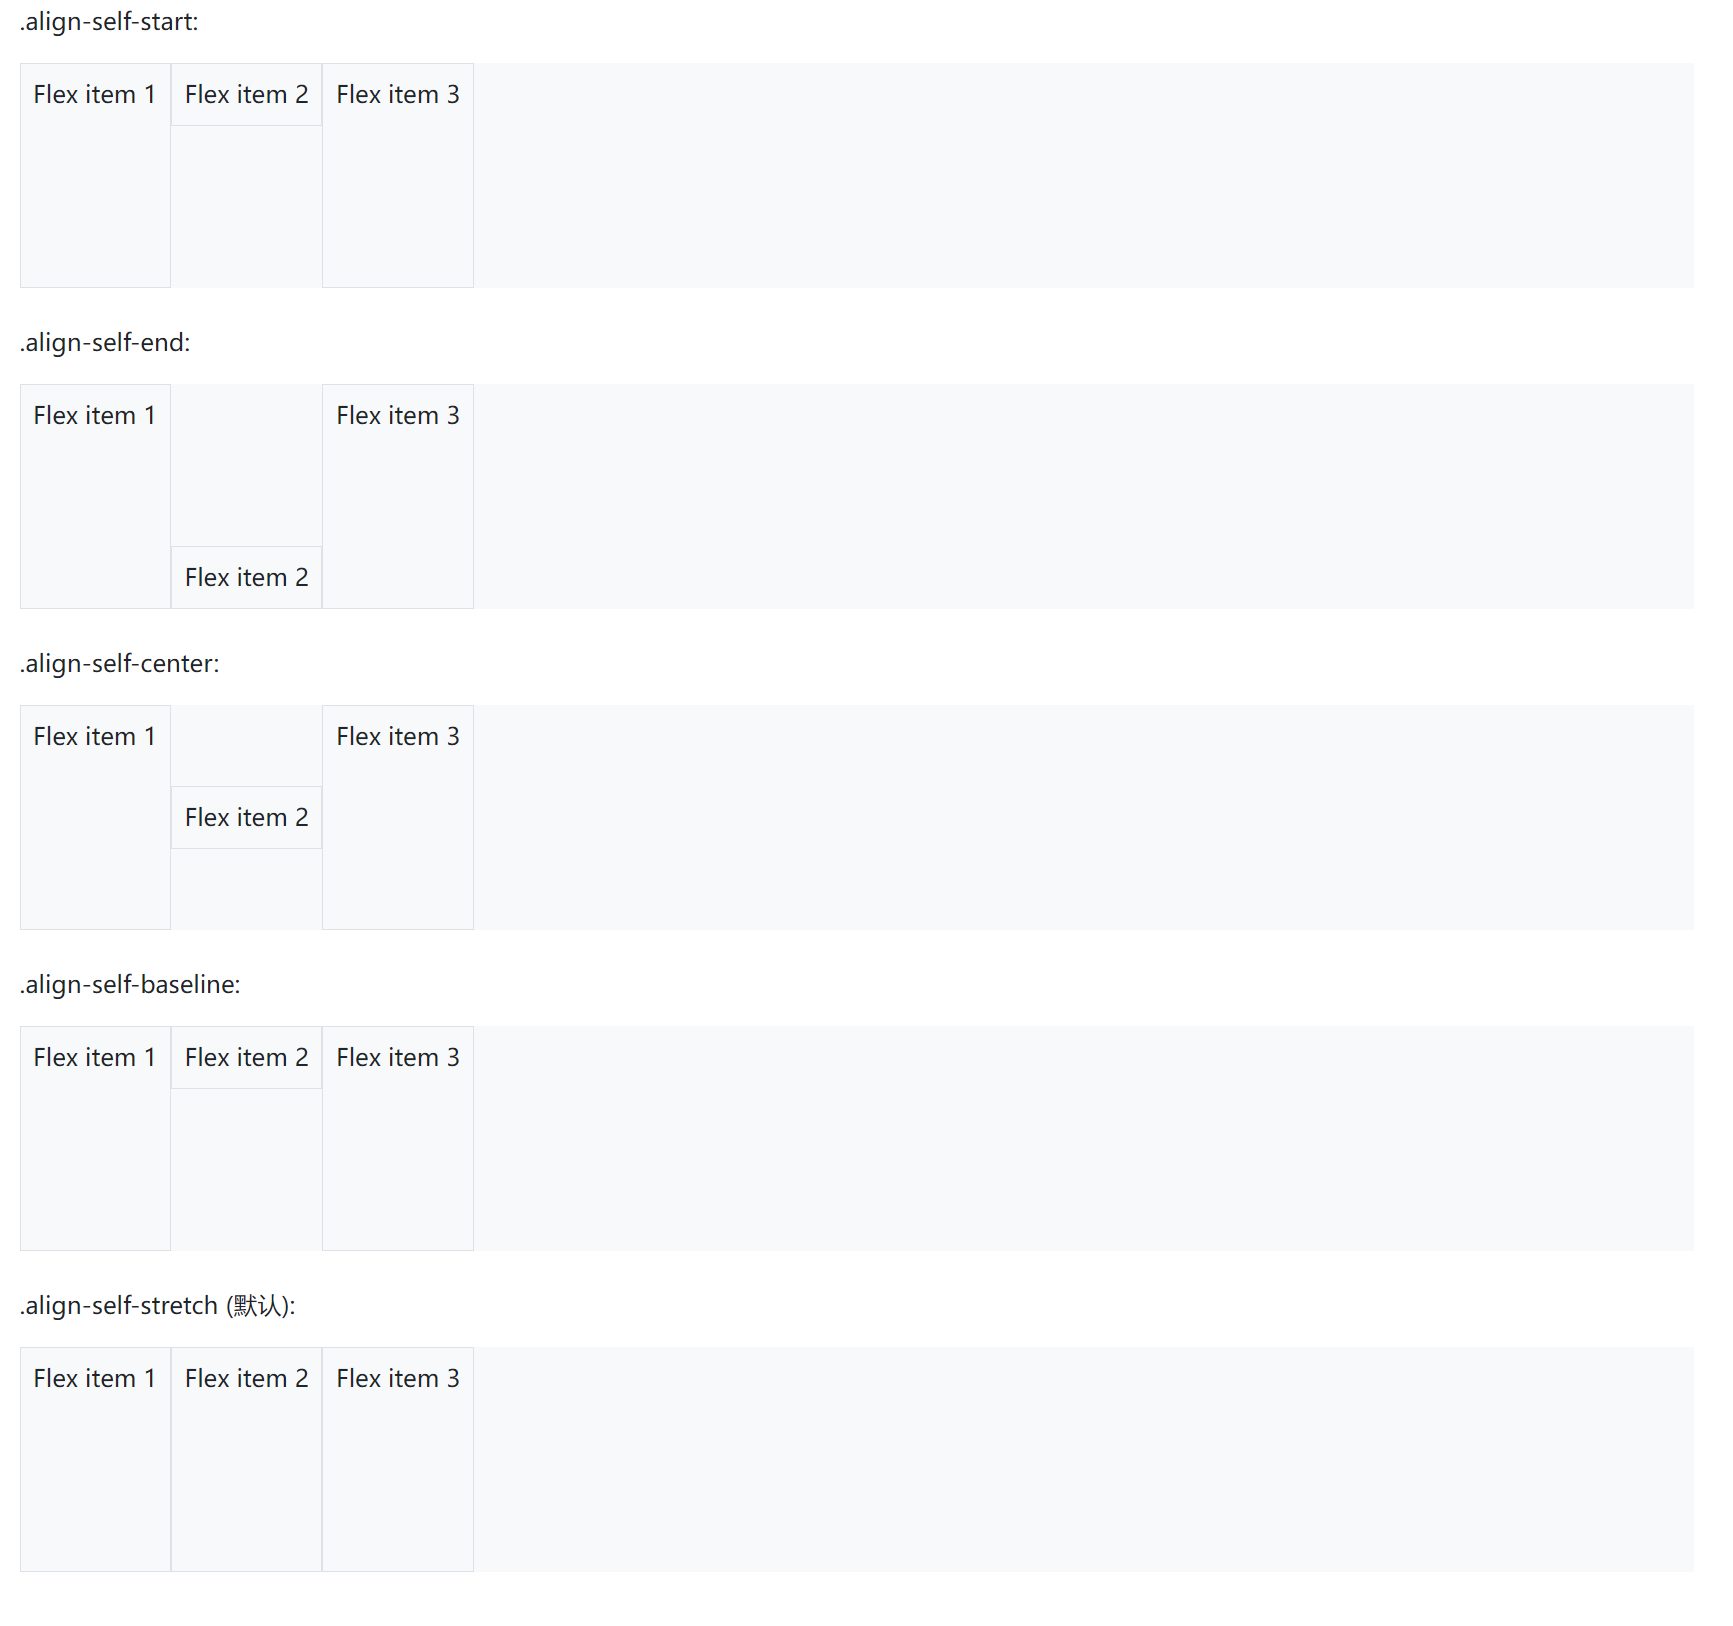 .align-self-start:
Flex item 1 Flex item 2 Flex item 3
.align-self-end:
Flex item 1 Flex item 3
Flex item 2
.align-self-center:
Flex item 1 Flex item 3
Flex item 2
.align-self-baseline:
Flex item 1 Flex item 2 Flex item 3
.align-self-stretch (默认):
Flex item 1 Flex item 2 Flex item 3